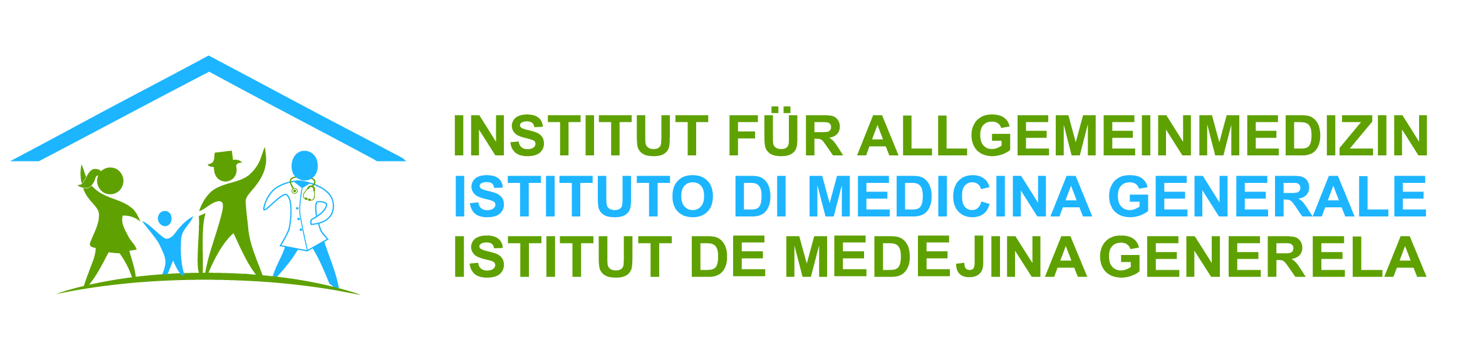 INSTITUT FÜR ALLGEMEINMEDIZIN
ISTITUTO DI MEDICINA GENERALE
ISTITUT DE MEDEJINA GENERELA